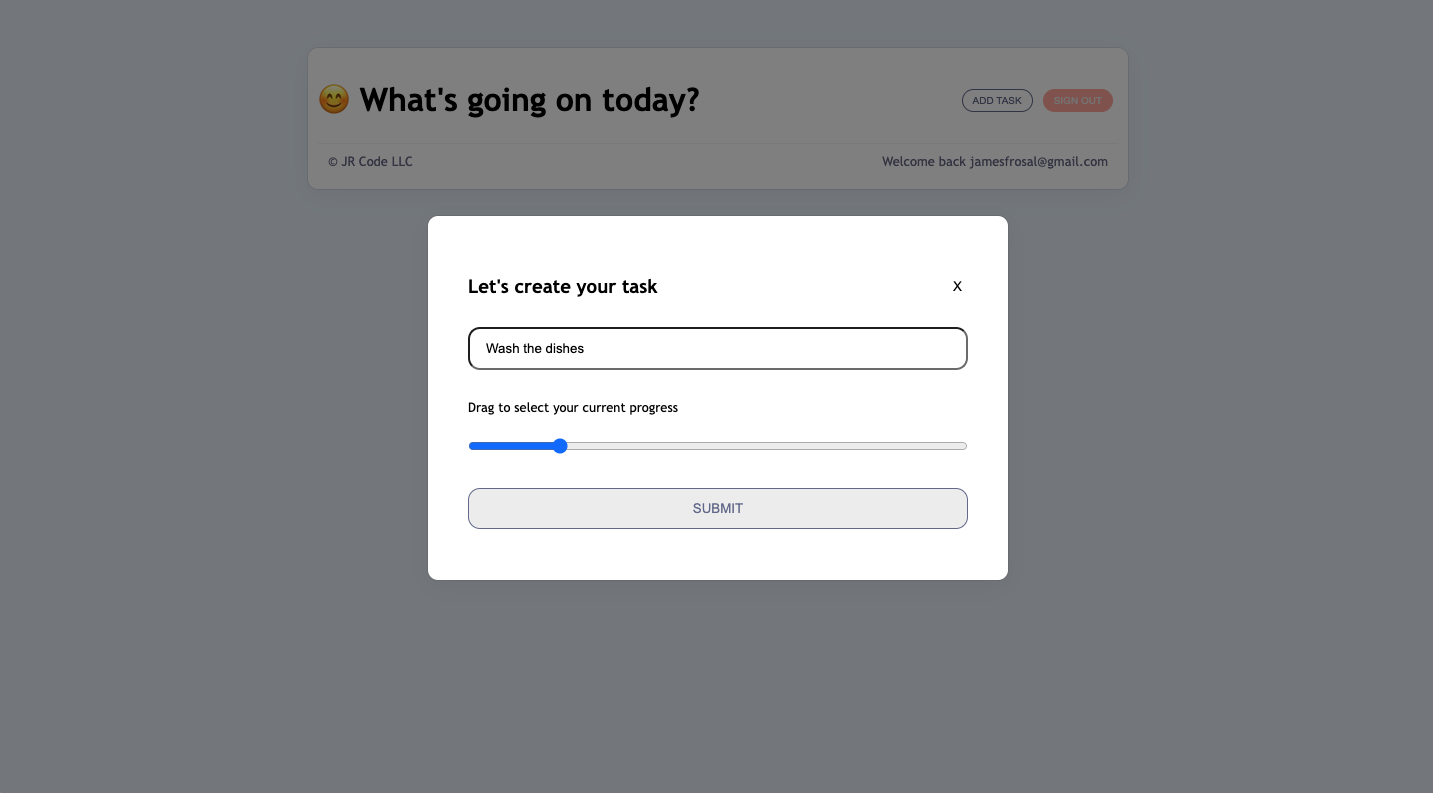 😊 What's going on today?
ADD TASK
SIGN OUT
© JR Code LLC
Welcome back jamesfrosal@gmail.com
Let's create your task
X
Wash the dishes
Drag to select your current progress
SUBMIT